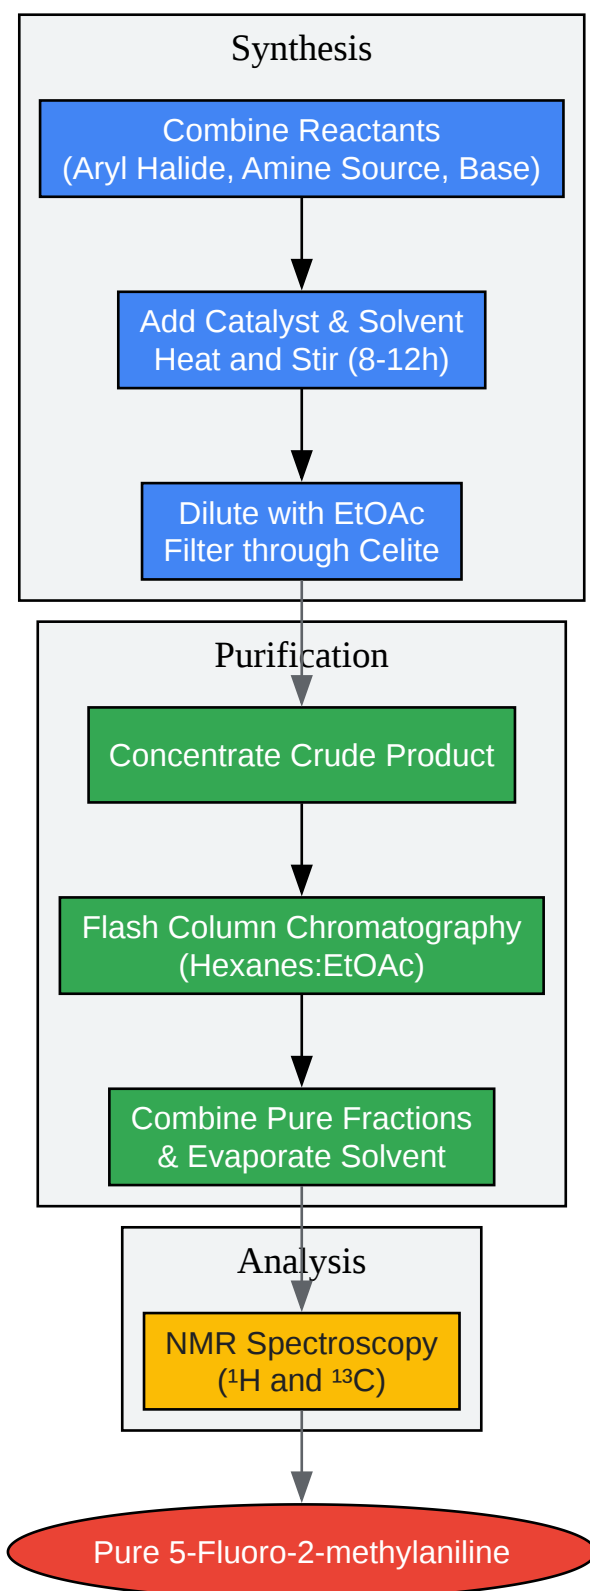 Synthesis
Combine Reactants
(Aryl Halide, Amine Source, Base)
Add Catalyst & Solvent
Heat and Stir (8-12h)
Dilute with EtOAc
Filter through Celite
Purification
Concentrate Crude Product
Flash Column Chromatography
(Hexanes:EtOAc)
Combine Pure Fractions
& Evaporate Solvent
Analysis
NMR Spectroscopy
(¹H and ¹³C)
Pure 5-Fluoro-2-methylaniline